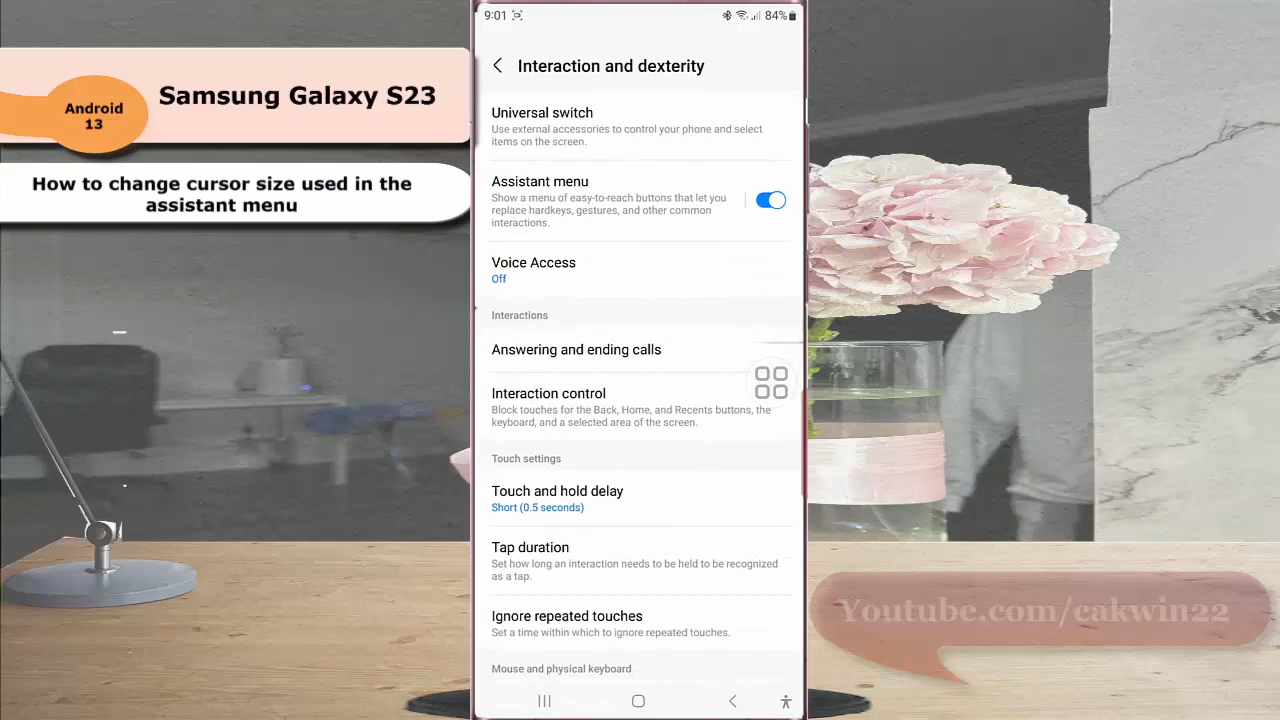 Android
13
Samsung Galaxy S23
How to change cursor size used in the
assistant menu
9:01
84%
Interaction and dexterity
Universal switch
Use external accessories to control your phone and select
items on the screen.
Assistant menu
Show a menu of easy-to-reach buttons that let you
replace hardkeys, gestures, and other common
interactions.
Voice Access
Off
Interactions
Answering and ending calls
Interaction control
Block touches for the Back, Home, and Recents buttons, the
keyboard, and a selected area of the screen.
Touch settings
Touch and hold delay
Short (0.5 seconds)
Tap duration
Set how long an interaction needs to be held to be recognized
as a tap.
Ignore repeated touches
Set a time within which to ignore repeated touches.
Mouse and physical keyboard
Youtube.com/cakwin22